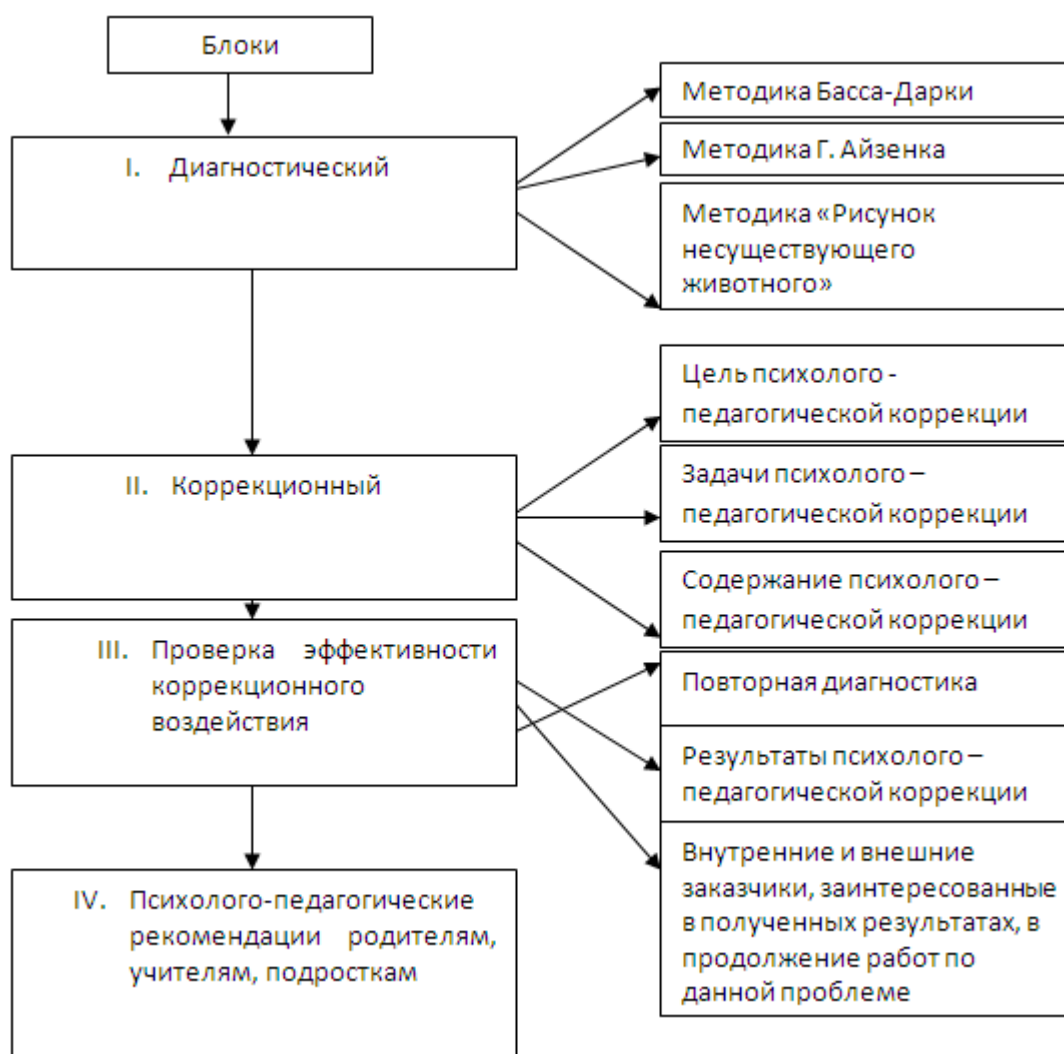 Блоки
I. Диагностический
Методика Басса-Дарки
Методика Г. Айзенка
Методика «Рисунок
несуществующего
животного»
II. Коррекционный
Цель психолого -
педагогической коррекции
Задачи психолого –
педагогической коррекции
Содержание психолого –
педагогической коррекции
III. Проверка эффективности
коррекционного
воздействия
Повторная диагностика
Результаты психолого –
педагогической коррекции
Внутренние и внешние
заказчики, заинтересованные
в полученных результатах, в
продолжение работ по
данной проблеме
IV. Психолого-педагогические
рекомендации родителям,
учителям, подросткам